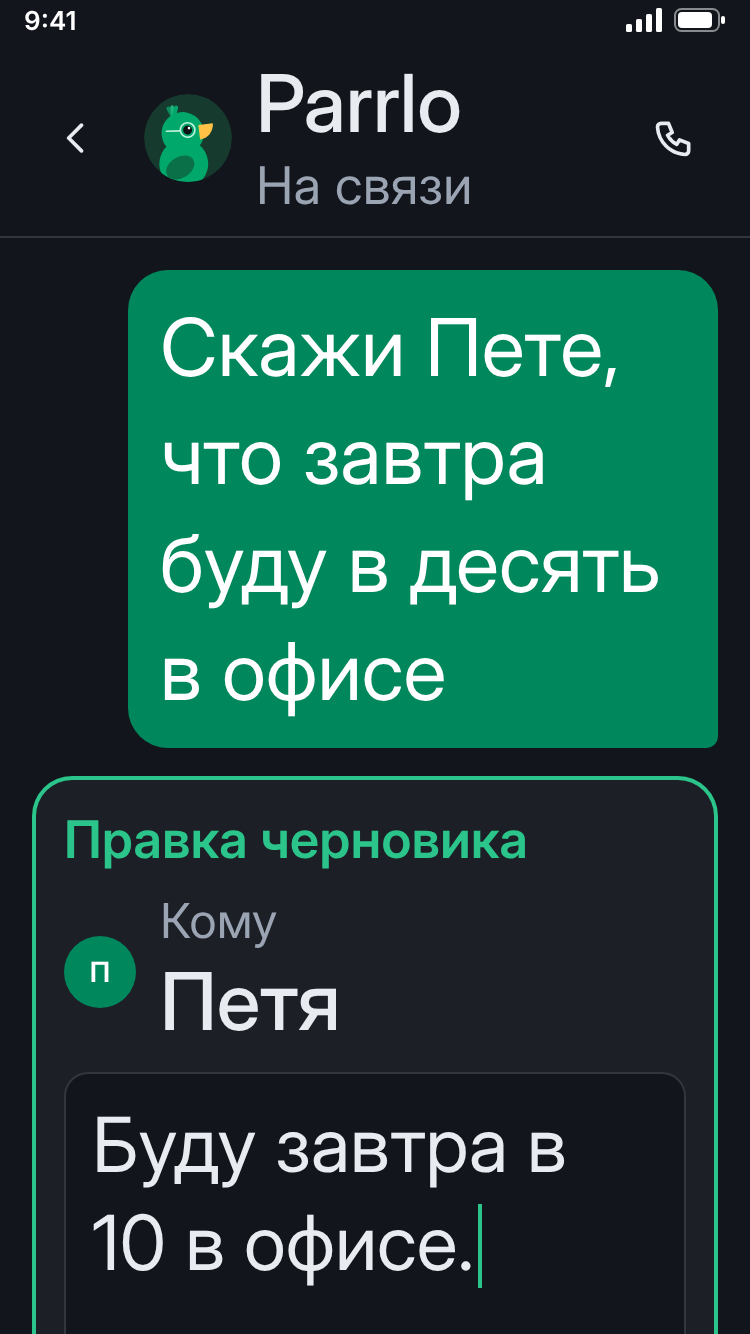 9:41
Parrlo
На связи
Скажи Пете,
что завтра
буду в десять
в офисе
Правка черновика
Кому
П
Петя
Буду завтра в
10 в офисе.